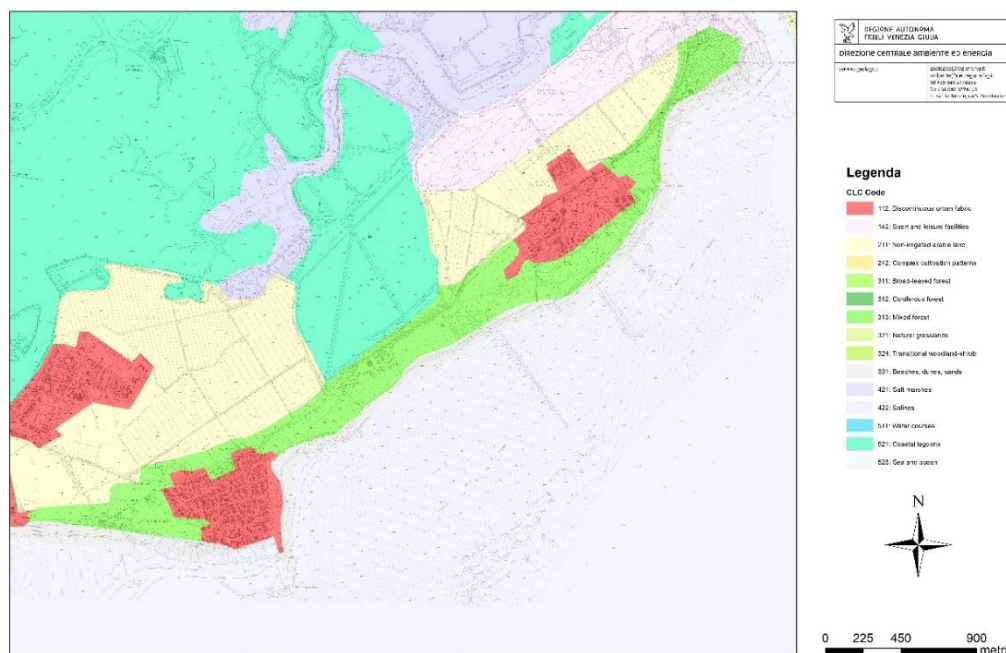 REGIONE AUTONOMA
FRIULI VENEZIA GIULIA
Direzione centrale ambiente ed energia
Legenda
CLC Code
112: Discontinuous urban fabric
142: Sport and leisure facilities
211: Non-irrigated arable land
242: Complex cultivation patterns
311: Broad-leaved forest
312: Coniferous forest
313: Mixed forest
321: Natural grasslands
324: Transitional woodland-shrub
331: Beaches, dunes, sands
421: Salt marshes
422: Salines
511: Water courses
521: Coastal lagoons
523: Sea and ocean
N
0 225 450 900